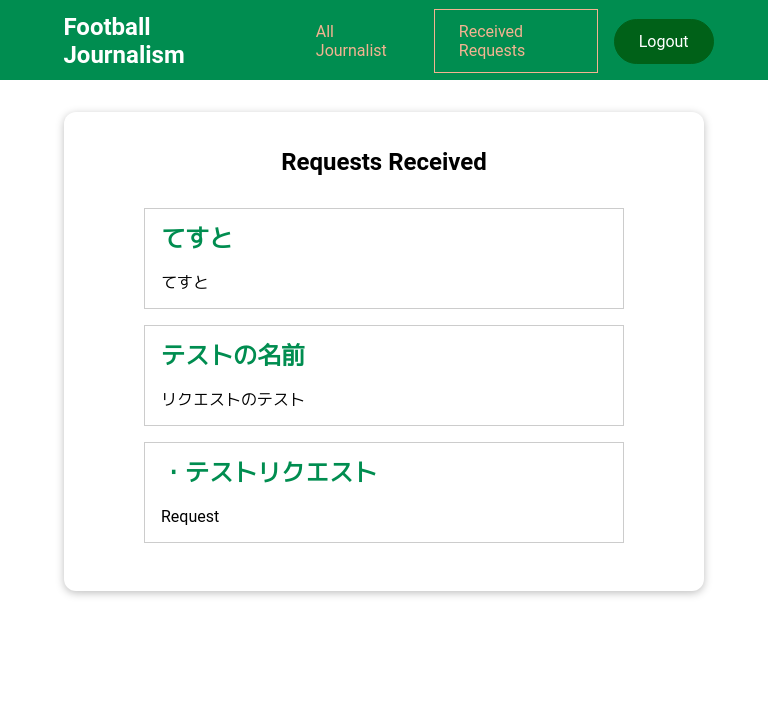 Football
Journalism
All
Journalist
Received
Requests
Logout
Requests Received
てすと
てすと
テストの名前
リクエストのテスト
・テストリクエスト
Request